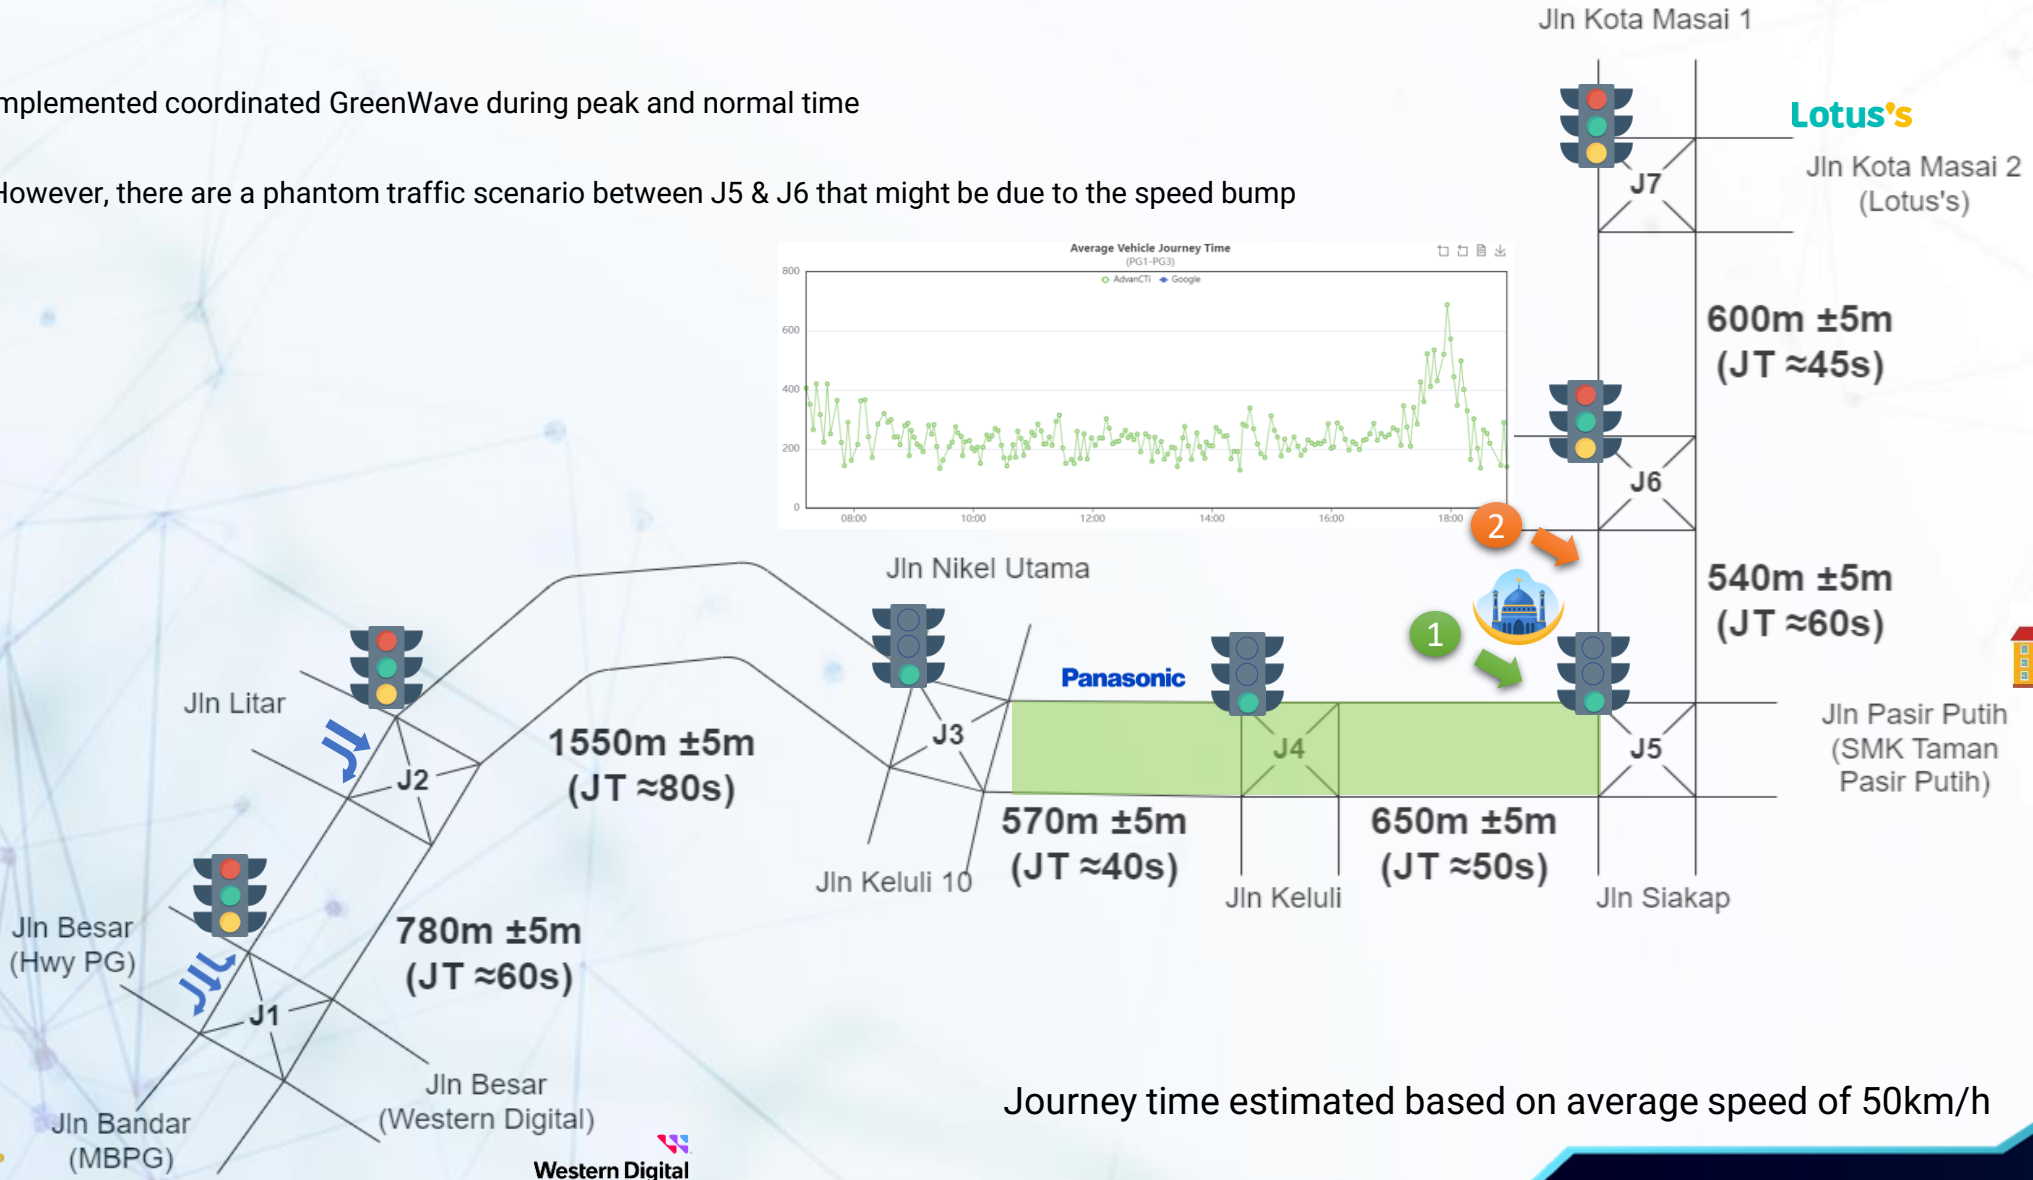 Jln Kota Masai 1
mplemented coordinated GreenWave during peak and normal time
Lotus's
Jln Kota Masai 2
(Lotus's)
J7
However, there are a phantom traffic scenario between J5 & J6 that might be due to the speed bump
Average Vehicle Journey Time
(PG1-PG3)
AdvanCTi
Google
800
600
400
200
0
08:00
10:00
12:00
14:00
16:00
18:00
600m ±5m
(JT ≈45s)
J6
2
540m ±5m
(JT ≈60s)
1
Jln Nikel Utama
Panasonic
Jln Litar
J2
1550m ±5m
(JT ≈80s)
J3
J4
J5
Jln Pasir Putih
(SMK Taman
Pasir Putih)
570m ±5m
(JT ≈40s)
650m ±5m
(JT ≈50s)
Jln Keluli 10
Jln Keluli
Jln Siakap
Jln Besar
(Hwy PG)
780m ±5m
(JT ≈60s)
J1
Jln Besar
(Western Digital)
Jln Bandar
(MBPG)
Western Digital
Journey time estimated based on average speed of 50km/h